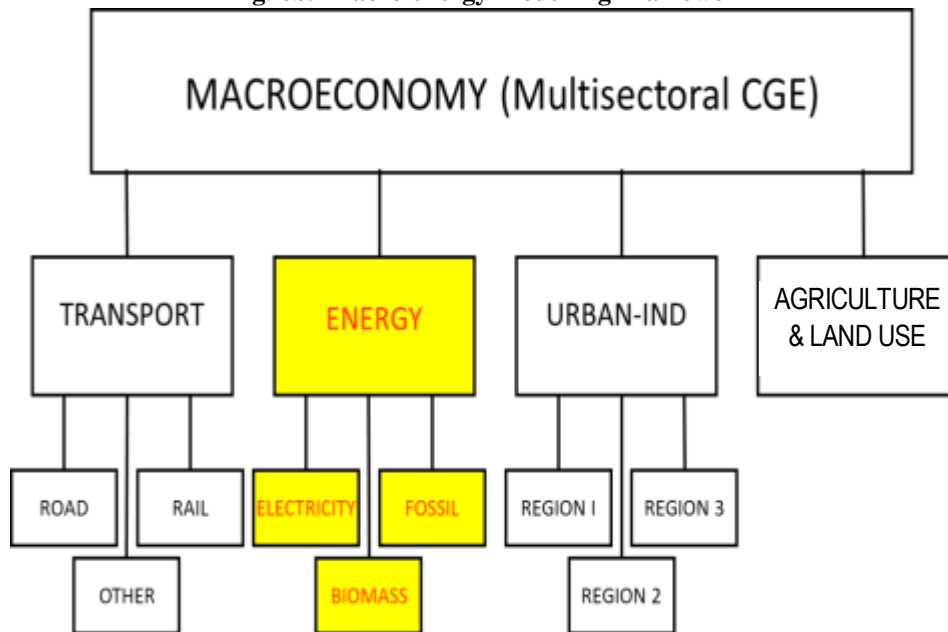 MACROECONOMY (Multisectoral CGE)
TRANSPORT
ENERGY
URBAN-IND
AGRICULTURE
& LAND USE
ROAD
RAIL
ELECTRICITY
FOSSIL
REGION I
REGION 3
OTHER
BIOMASS
REGION 2